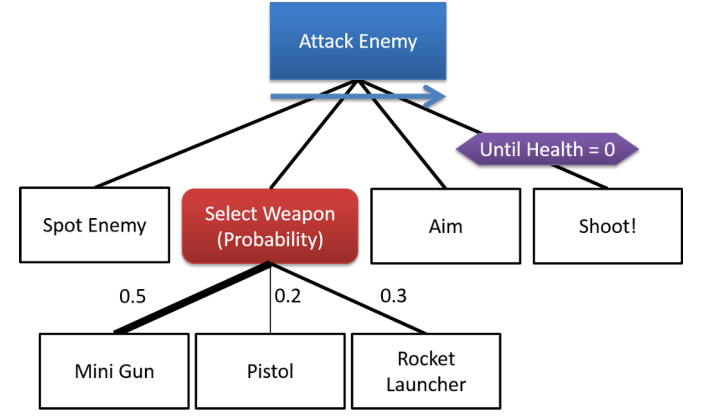 Attack Enemy
Until Health = 0
Spot Enemy
Select Weapon
(Probability)
Aim
Shoot!
0.5
0.2
0.3
Mini Gun
Pistol
Rocket
Launcher